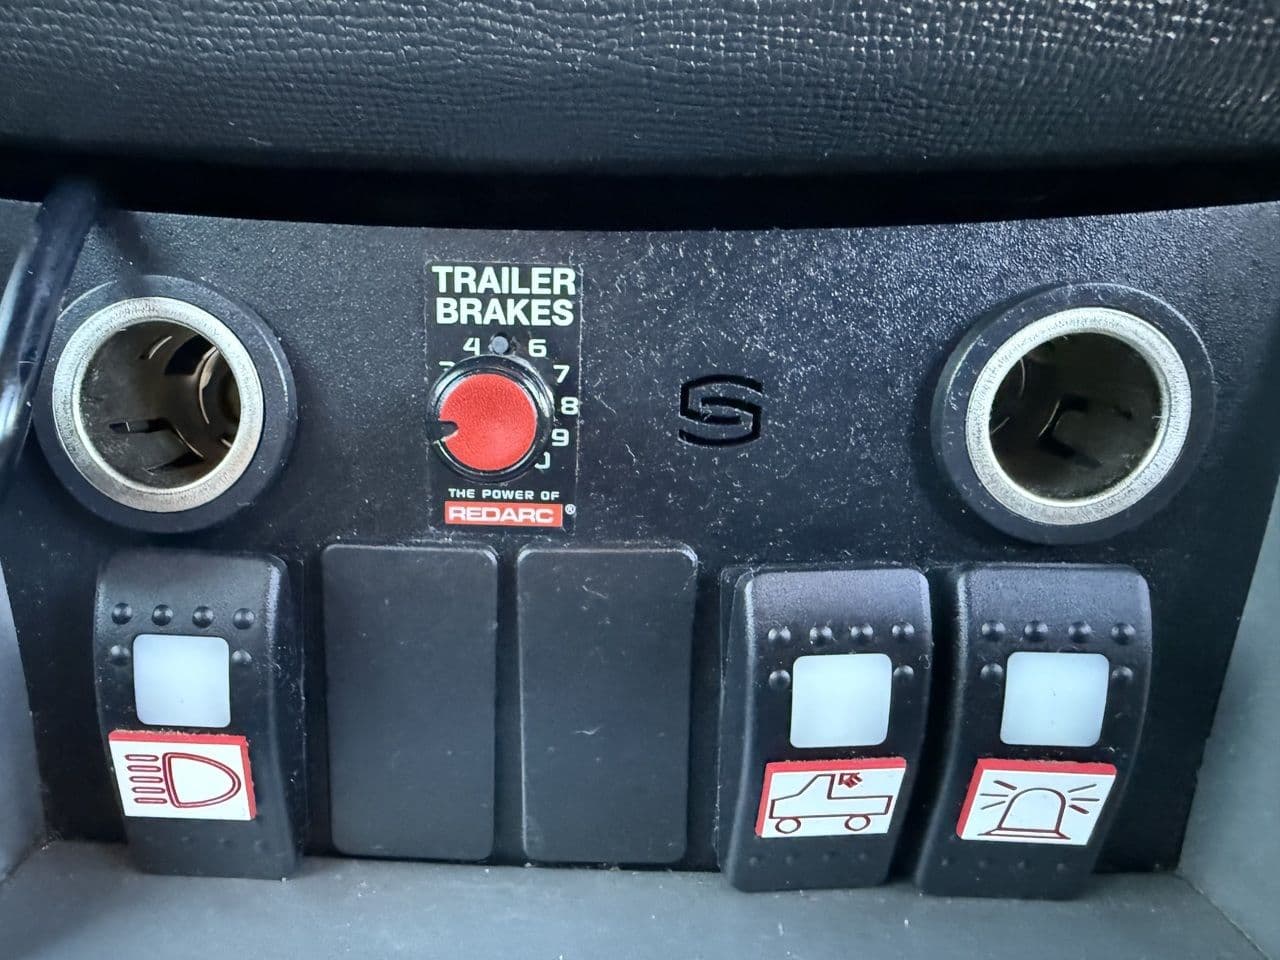 TRAILER
BRAKES
4 6
7
8
9
THE POWER OF
REDARC®